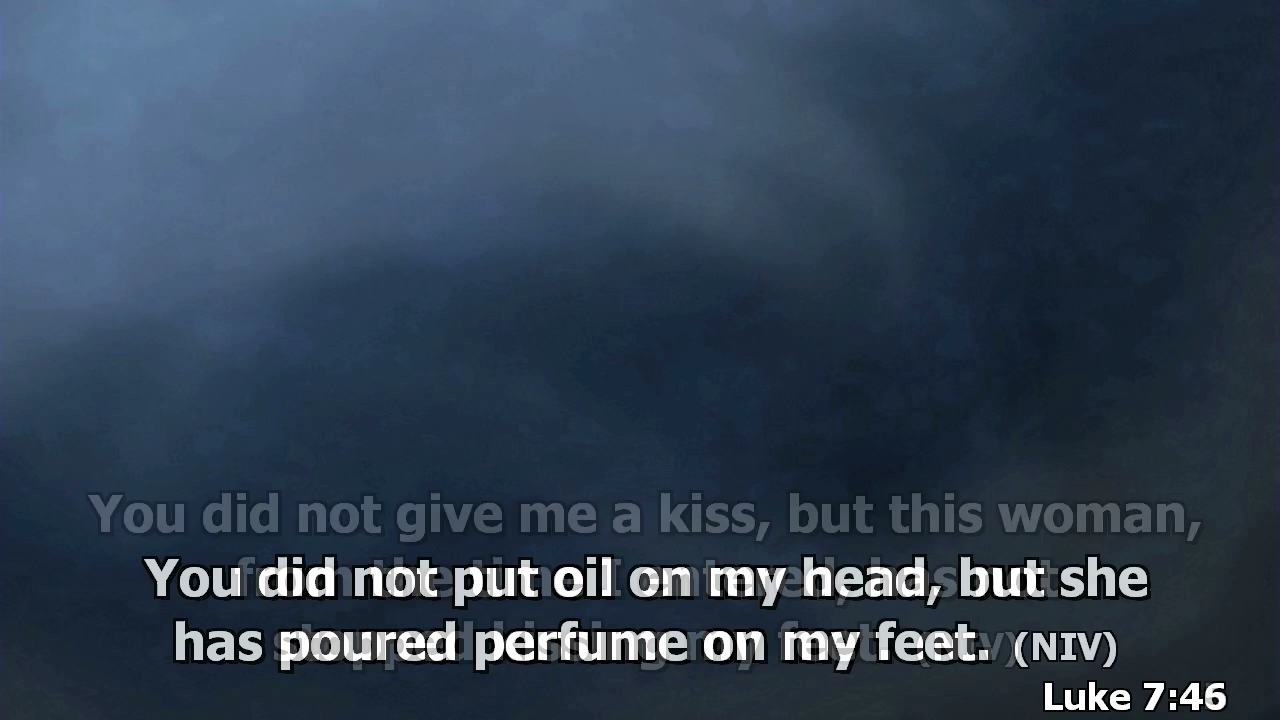 You did not give me a kiss, but this woman,
You did not put oil on my head, but she
has poured perfume on my feet. (NIV)
Luke 7:46